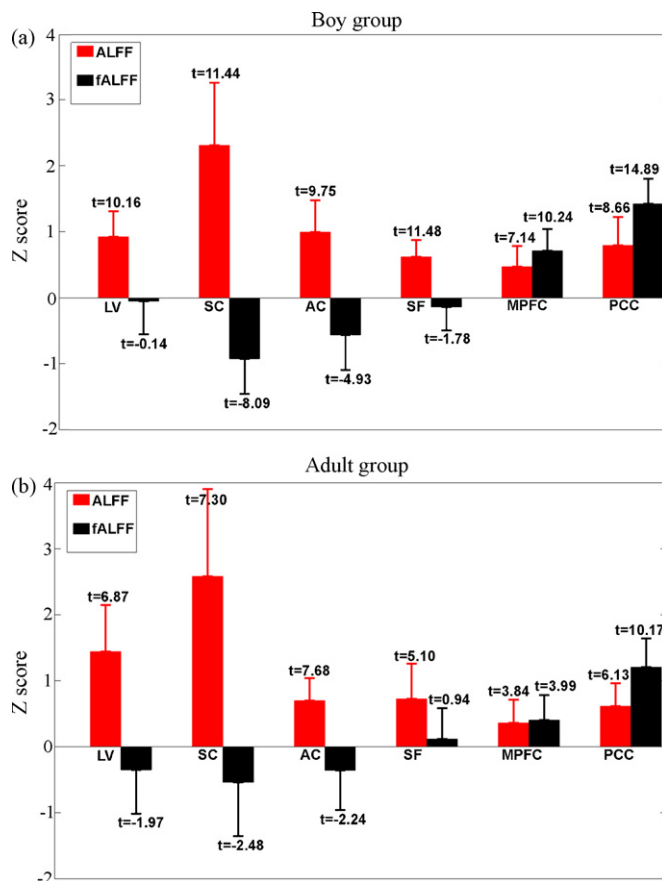 Boy group
(a)
ALFF
fALFF
Z score
4
3
2
1
0
-1
-2
t=10.16
t=11.44
t=9.75
t=11.48
t=7.14
t=10.24
t=8.66
t=14.89
LV
SC
AC
SF
MPFC
PCC
t=-0.14
t=-8.09
t=-4.93
t=-1.78
Adult group
(b)
ALFF
fALFF
Z score
4
3
2
1
0
-1
-2
t=6.87
t=7.30
t=7.68
t=5.10
t=0.94
t=3.84
t=3.99
t=6.13
t=10.17
LV
SC
AC
SF
MPFC
PCC
t=-1.97
t=-2.48
t=-2.24